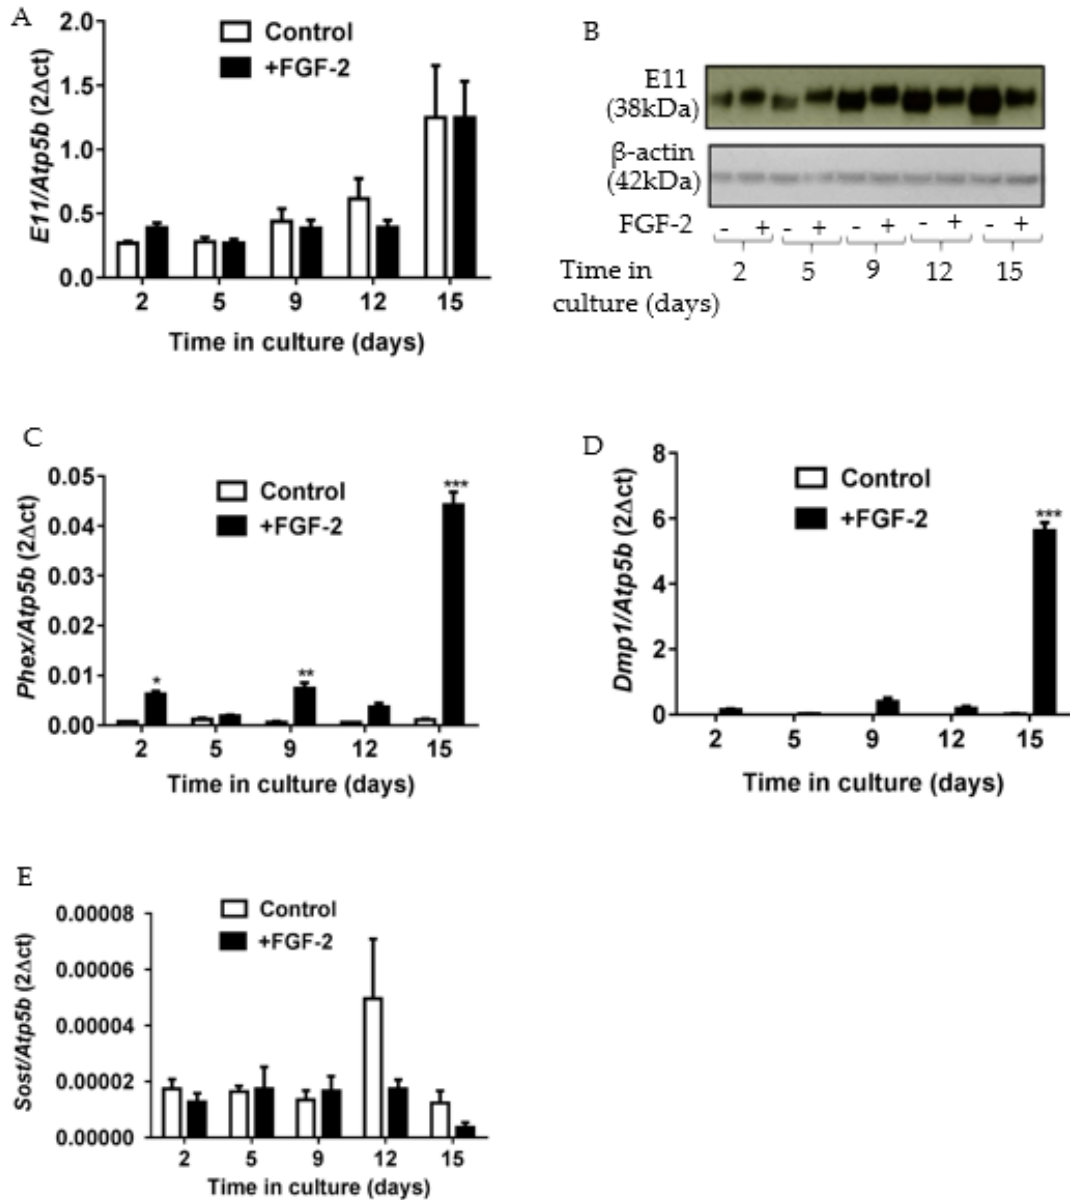 A
E11/Atp5b (2Δct)
2.0
1.5
1.0
0.5
0.0
Control
+FGF-2
2 5 9 12 15
Time in culture (days)
B
E11
(38kDa)
β-actin
(42kDa)
FGF-2 - + - + - + - + - +
Time in
culture (days)
2 5 9 12 15
C
Phex/Atp5b (2Δct)
0.05
0.04
0.03
0.02
0.01
0.00
Control
+FGF-2
* ** ***
2 5 9 12 15
Time in culture (days)
D
Dmp1/Atp5b (2Δct)
8
6
4
2
0
Control
+FGF-2
***
2 5 9 12 15
Time in culture (days)
E
Sost/Atp5b (2Δct)
0.00008
0.00006
0.00004
0.00002
0.00000
Control
+FGF-2
2 5 9 12 15
Time in culture (days)